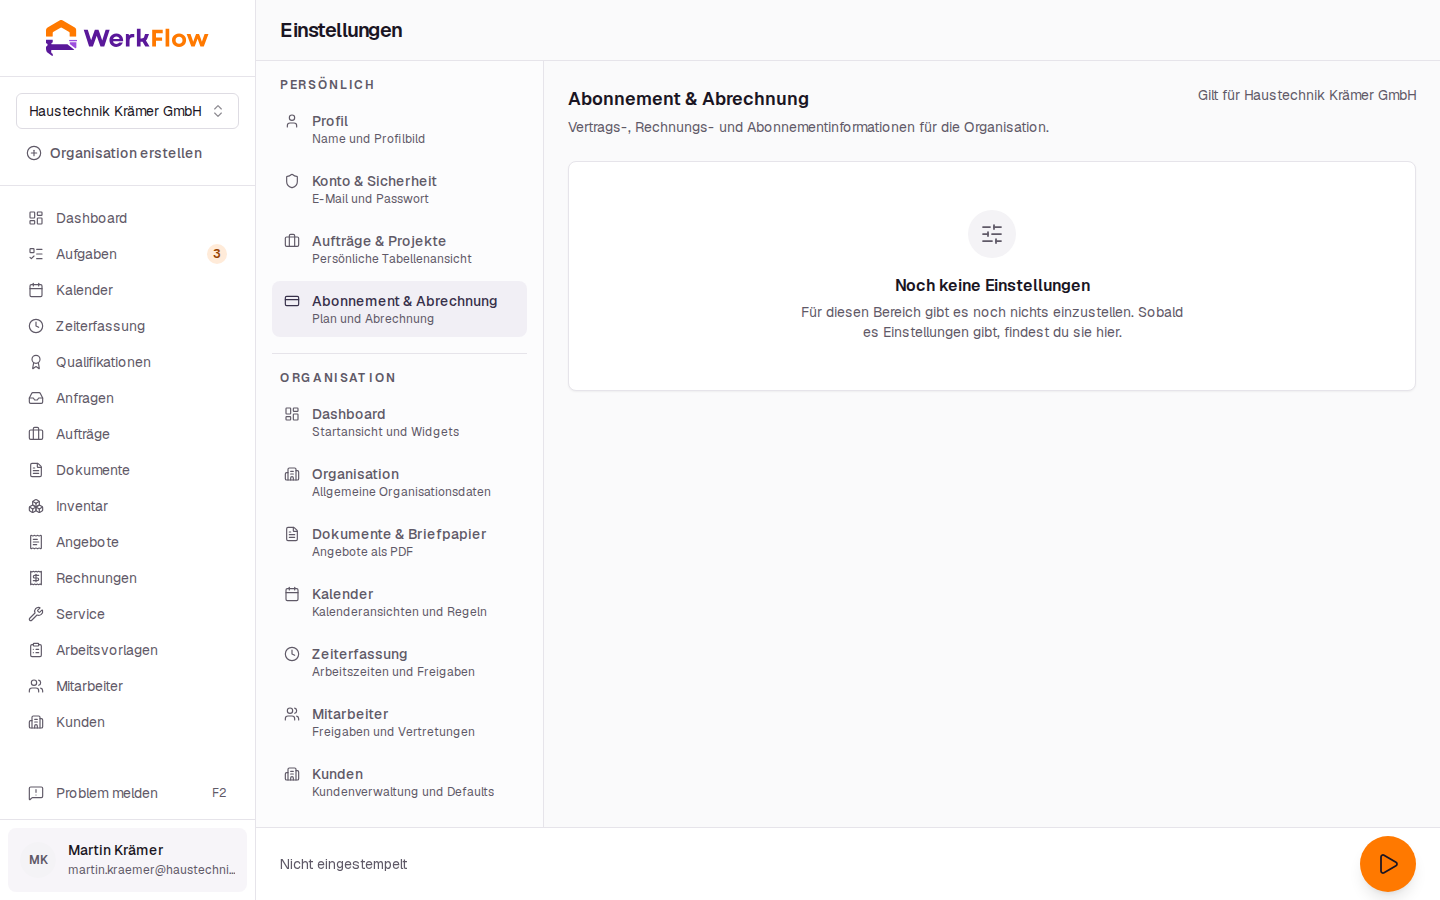 WerkFlow
Haustechnik Krämer GmbH
Organisation erstellen
Dashboard
Aufgaben
3
Kalender
Zeiterfassung
Qualifikationen
Anfragen
Aufträge
Dokumente
Inventar
Angebote
Rechnungen
Service
Arbeitsvorlagen
Mitarbeiter
Kunden
Problem melden
F2
MK
Martin Krämer
martin.kraemer@haustechni...
Einstellungen
PERSÖNLICH
Profil
Name und Profilbild
Konto & Sicherheit
E-Mail und Passwort
Aufträge & Projekte
Persönliche Tabellenansicht
Abonnement & Abrechnung
Plan und Abrechnung
ORGANISATION
Dashboard
Startansicht und Widgets
Organisation
Allgemeine Organisationsdaten
Dokumente & Briefpapier
Angebote als PDF
Kalender
Kalenderansichten und Regeln
Zeiterfassung
Arbeitszeiten und Freigaben
Mitarbeiter
Freigaben und Vertretungen
Kunden
Kundenverwaltung und Defaults
Abonnement & Abrechnung
Gilt für Haustechnik Krämer GmbH
Vertrags-, Rechnungs- und Abonnementinformationen für die Organisation.
Noch keine Einstellungen
Für diesen Bereich gibt es noch nichts einzustellen. Sobald
es Einstellungen gibt, findest du sie hier.
Nicht eingestempelt